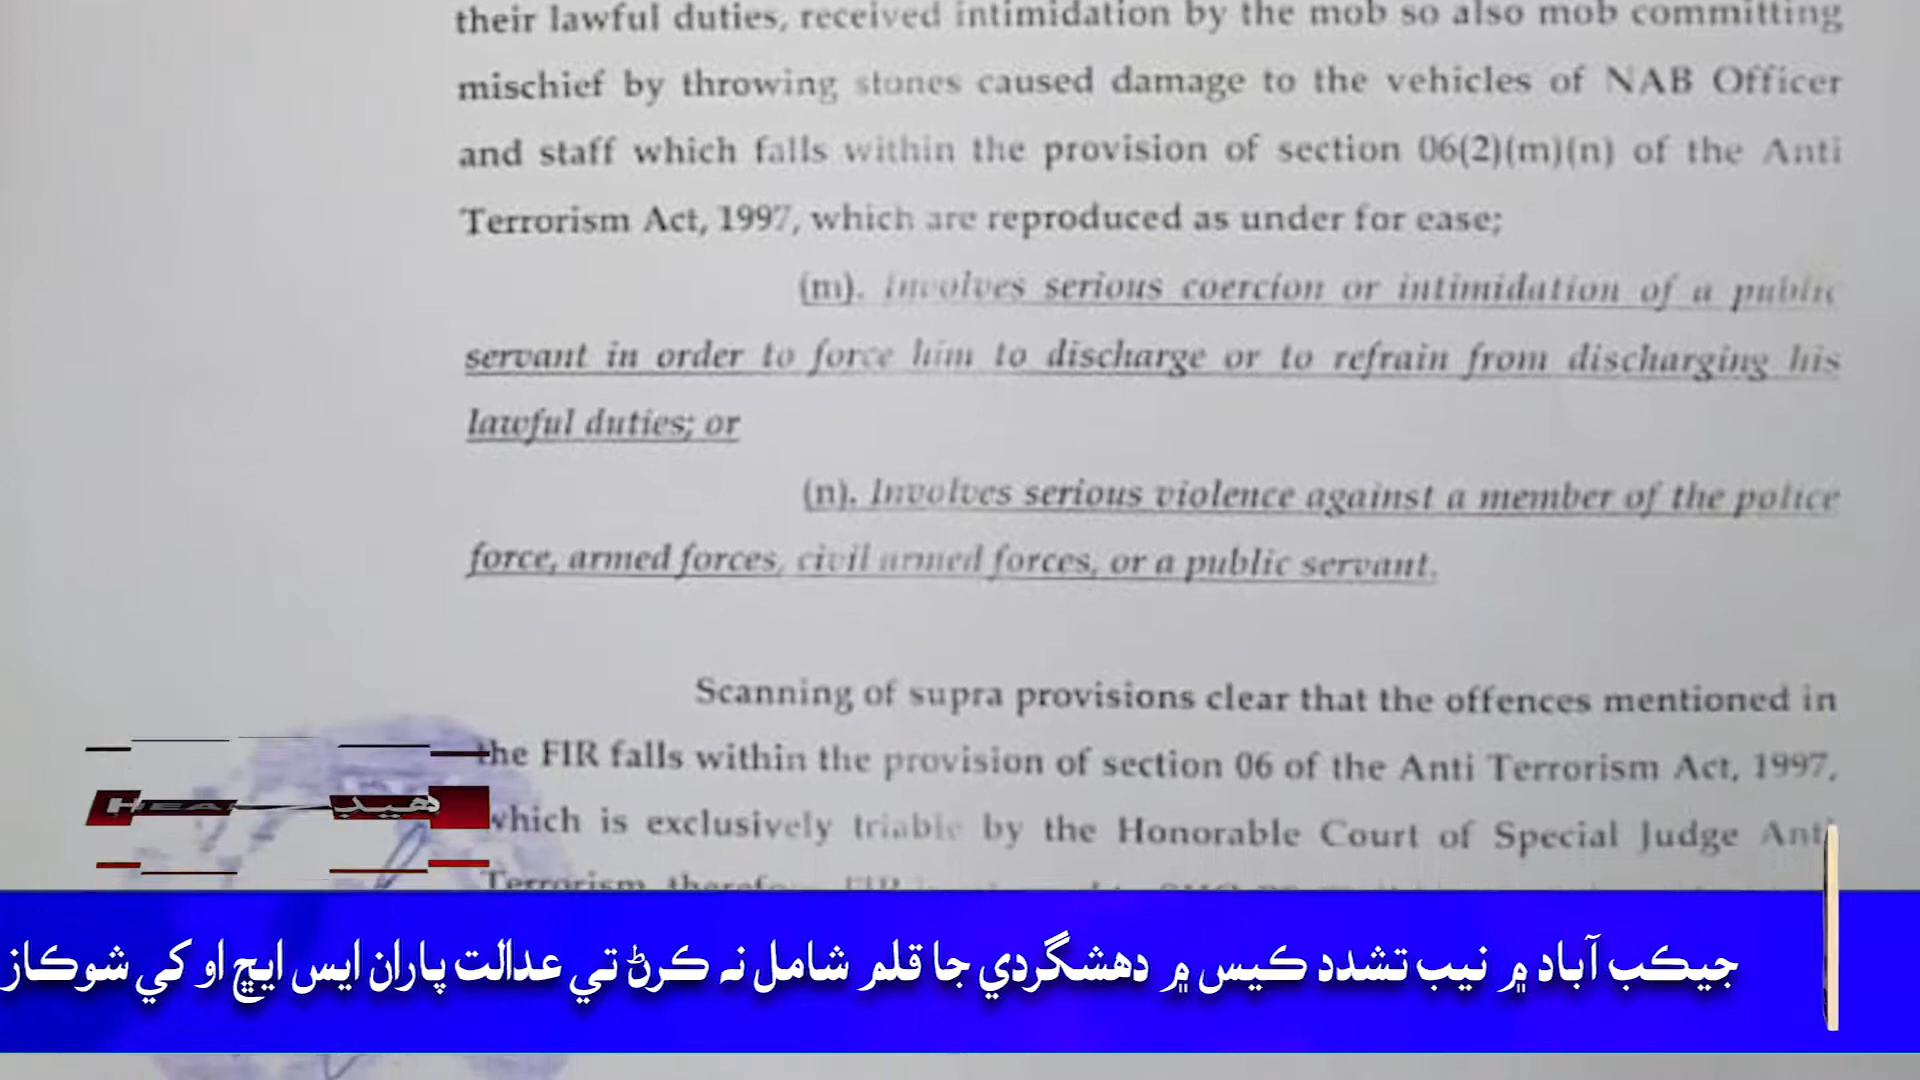 their lawful duties, received intimidation by the mob so also mob committing
mischief by throwing stones caused damage to the vehicles of NAB Officer
and staff which falls within the provision of section 06(2)(m)(n) of the Anti
Terrorism Act, 1997, which are reproduced as under for ease;
(m). Involves serious coercion or intimidation of a public
servant in order to force him to discharge or to refrain from discharging his
lawful duties; or
(n). Involves serious violence against a member of the police
force, armed forces, civil armed forces, or a public servant.
Scanning of supra provisions clear that the offences mentioned in
the FIR falls within the provision of section 06 of the Anti Terrorism Act, 1997,
which is exclusively triable by the Honorable Court of Special Judge Anti
Terrorism
جيڪب آباد ۾ نيب تشدد ڪيس ۾ دهشگردي جا قلم شامل نہ ڪرڻ تي عدالت پاران ايس ايڇ او کي شوڪاز